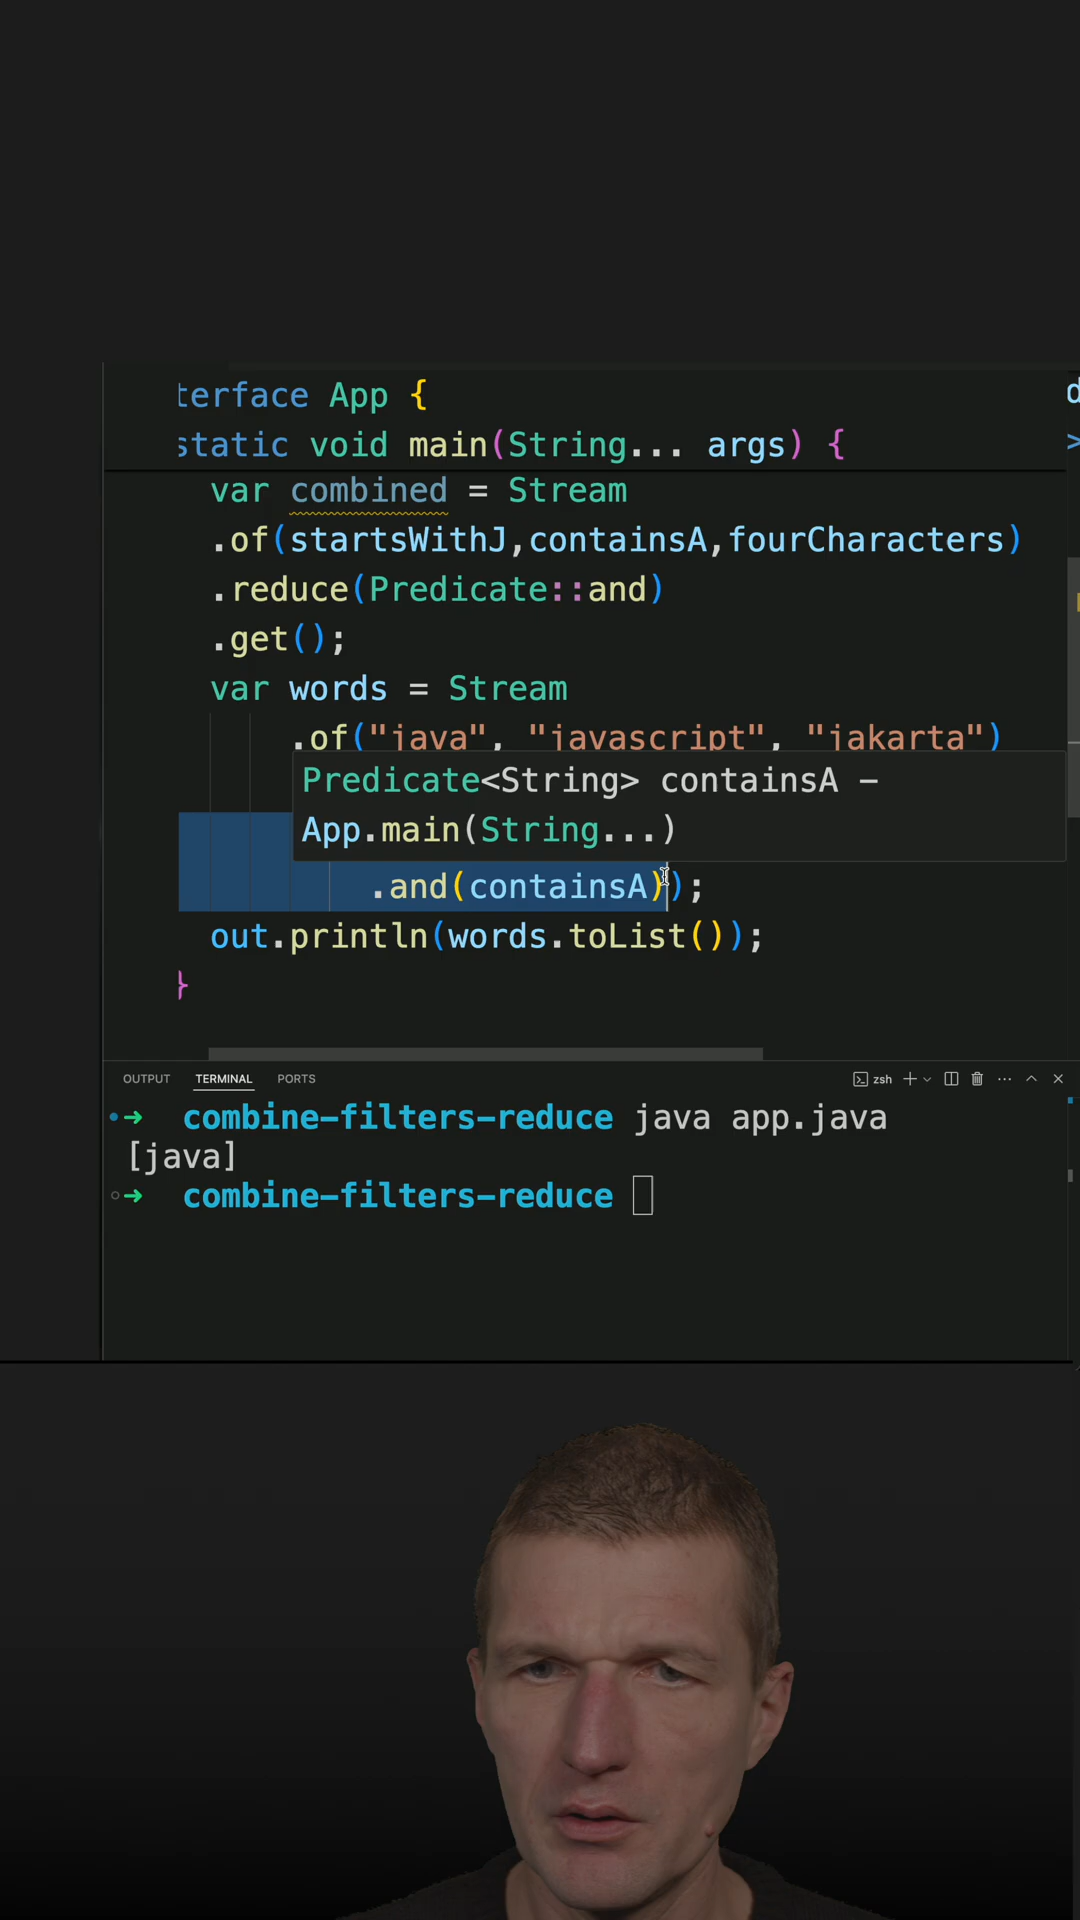 terface App {
static void main(String... args) {
var combined = Stream
.of(startsWithJ,containsA,fourCharacters)
.reduce(Predicate::and)
.get();
var words = Stream
.of("java", "javascript", "jakarta")
Predicate<String> containsA –
App.main(String...)
.and(containsA));
out.println(words.toList());
}
OUTPUT TERMINAL PORTS zsh
➜ combine-filters-reduce java app.java
[java]
➜ combine-filters-reduce